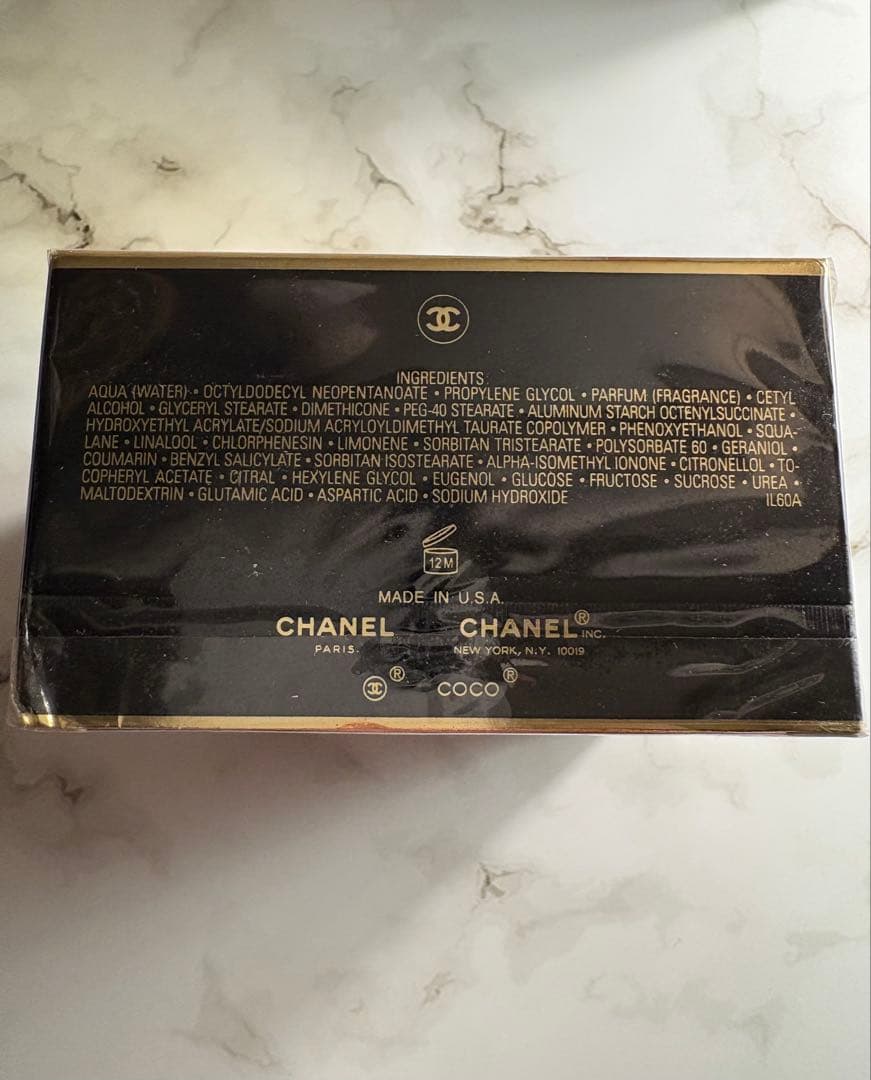 INGREDIENTS:
AQUA (WATER) • OCTYLDODECYL NEOPENTANOATE • PROPYLENE GLYCOL • PARFUM (FRAGRANCE) • CETYL
ALCOHOL • GLYCERYL STEARATE • DIMETHICONE • PEG-40 STEARATE • ALUMINUM STARCH OCTENYLSUCCINATE •
HYDROXYETHYL ACRYLATE/SODIUM ACRYLOYLDIMETHYL TAURATE COPOLYMER • PHENOXYETHANOL • SQUA-
LANE • LINALOOL • CHLORPHENESIN • LIMONENE • SORBITAN TRISTEARATE • POLYSORBATE 60 • GERANIOL •
COUMARIN • BENZYL SALICYLATE • SORBITAN ISOSTEARATE • ALPHA-ISOMETHYL IONONE • CITRONELLOL • TO-
COPHERYL ACETATE • CITRAL • HEXYLENE GLYCOL • EUGENOL • GLUCOSE • FRUCTOSE • SUCROSE • UREA •
MALTODEXTRIN • GLUTAMIC ACID • ASPARTIC ACID • SODIUM HYDROXIDE IL60A
12M
MADE IN U.S.A.
CHANEL CHANEL® INC.
PARIS. NEW YORK, N.Y. 10019
® COCO®